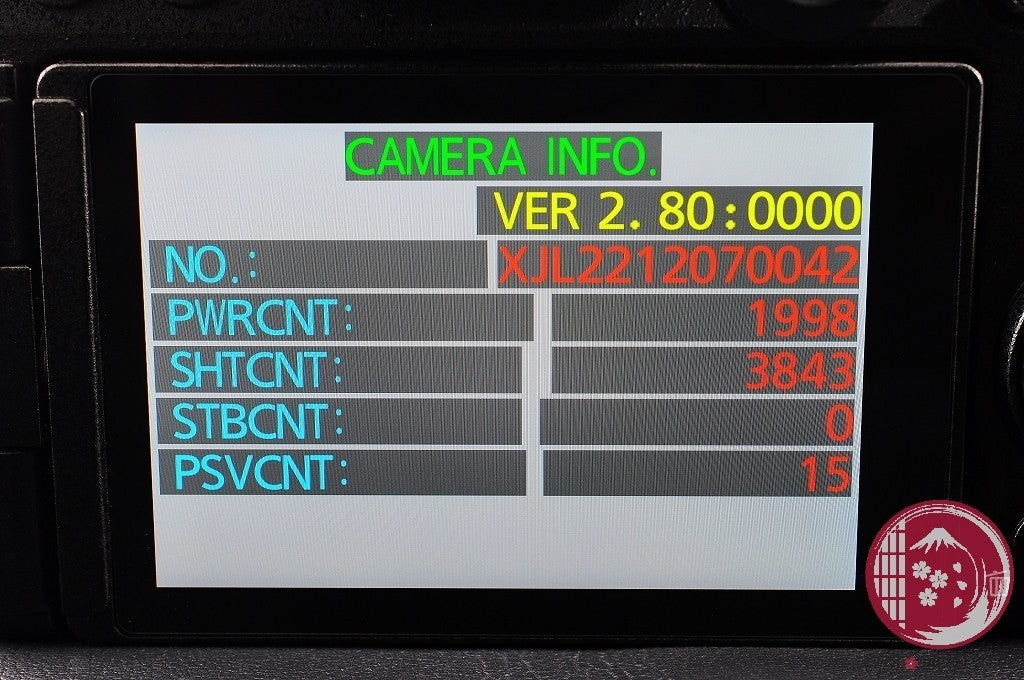 CAMERA INFO.
VER 2.80:0000
NO.: XJL2212070042
PWRCNT: 1998
SHTCNT: 3843
STBCNT: 0
PSVCNT: 15